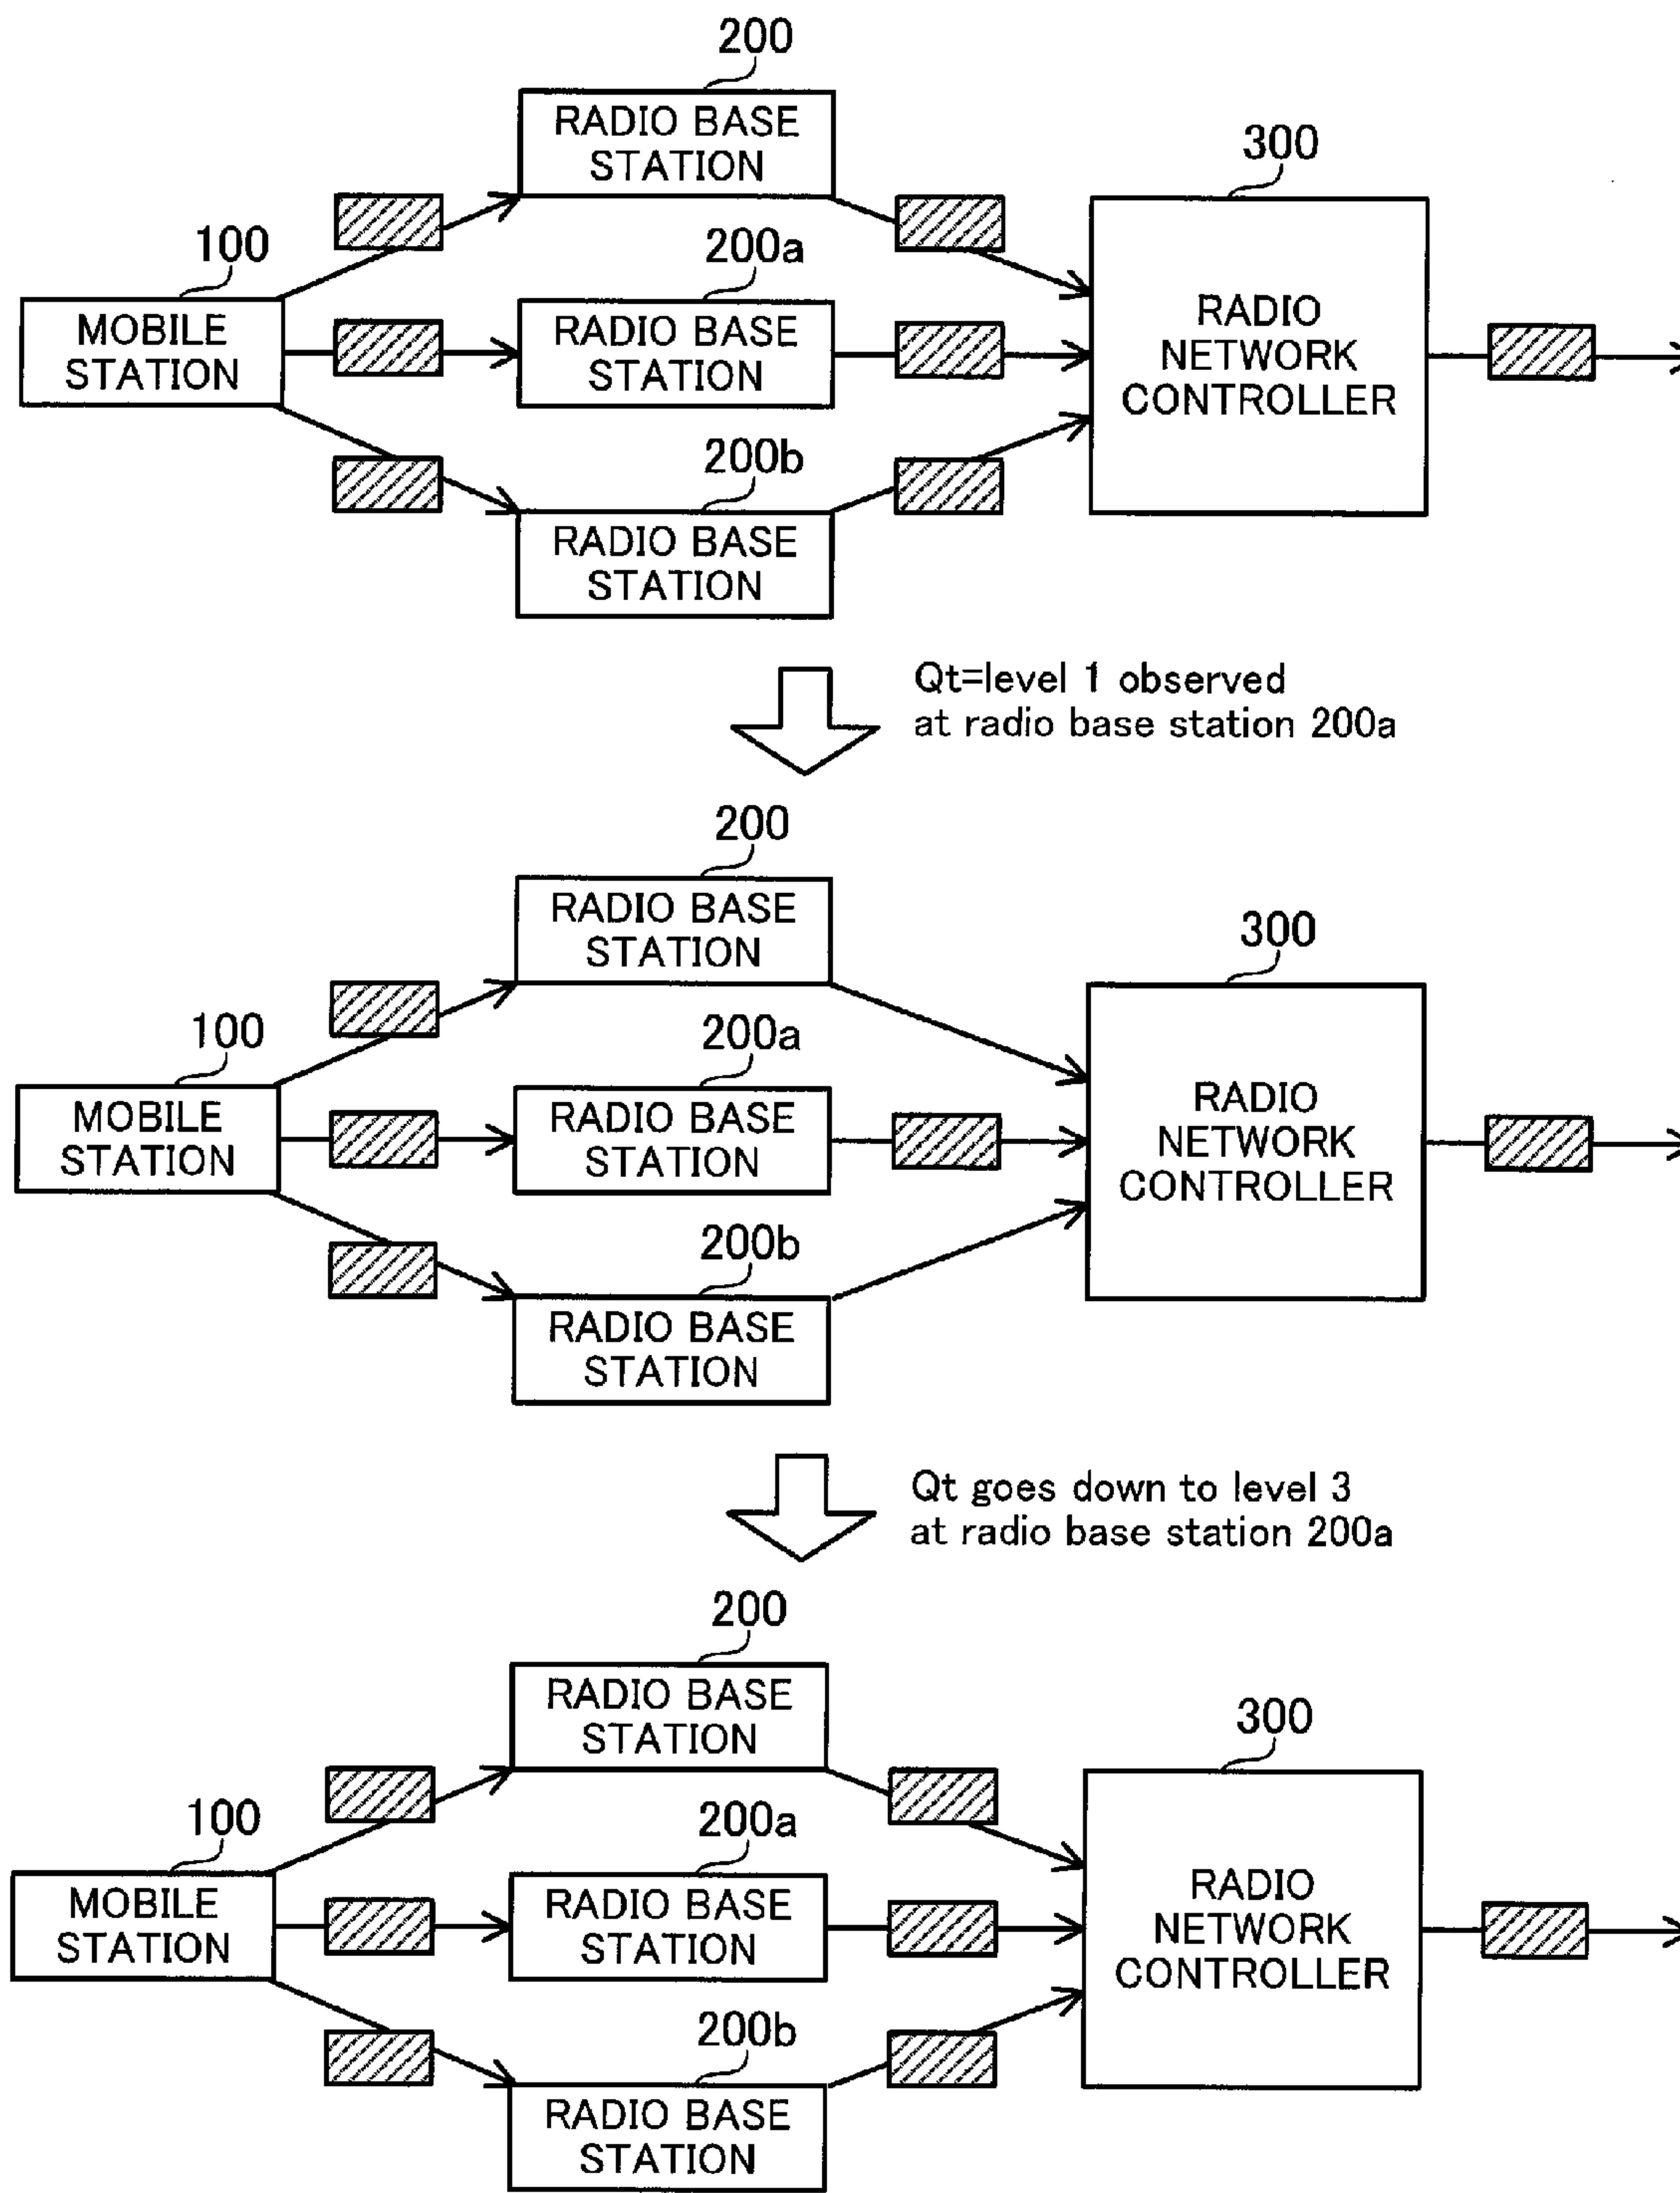 200
RADIO BASE
STATION
300
100
200a
MOBILE
STATION
RADIO BASE
STATION
RADIO
NETWORK
CONTROLLER
200b
RADIO BASE
STATION
Qt=level 1 observed
at radio base station 200a
200
RADIO BASE
STATION
300
100
200a
MOBILE
STATION
RADIO BASE
STATION
RADIO
NETWORK
CONTROLLER
200b
RADIO BASE
STATION
Qt goes down to level 3
at radio base station 200a
200
RADIO BASE
STATION
300
100
200a
MOBILE
STATION
RADIO BASE
STATION
RADIO
NETWORK
CONTROLLER
200b
RADIO BASE
STATION